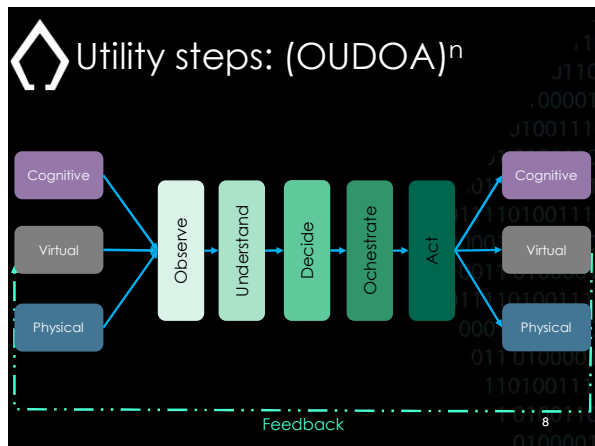 Utility steps: (OUDOA)ⁿ
Cognitive
Virtual
Physical
Observe
Understand
Decide
Ochestrate
Act
Cognitive
Virtual
Physical
Feedback
8